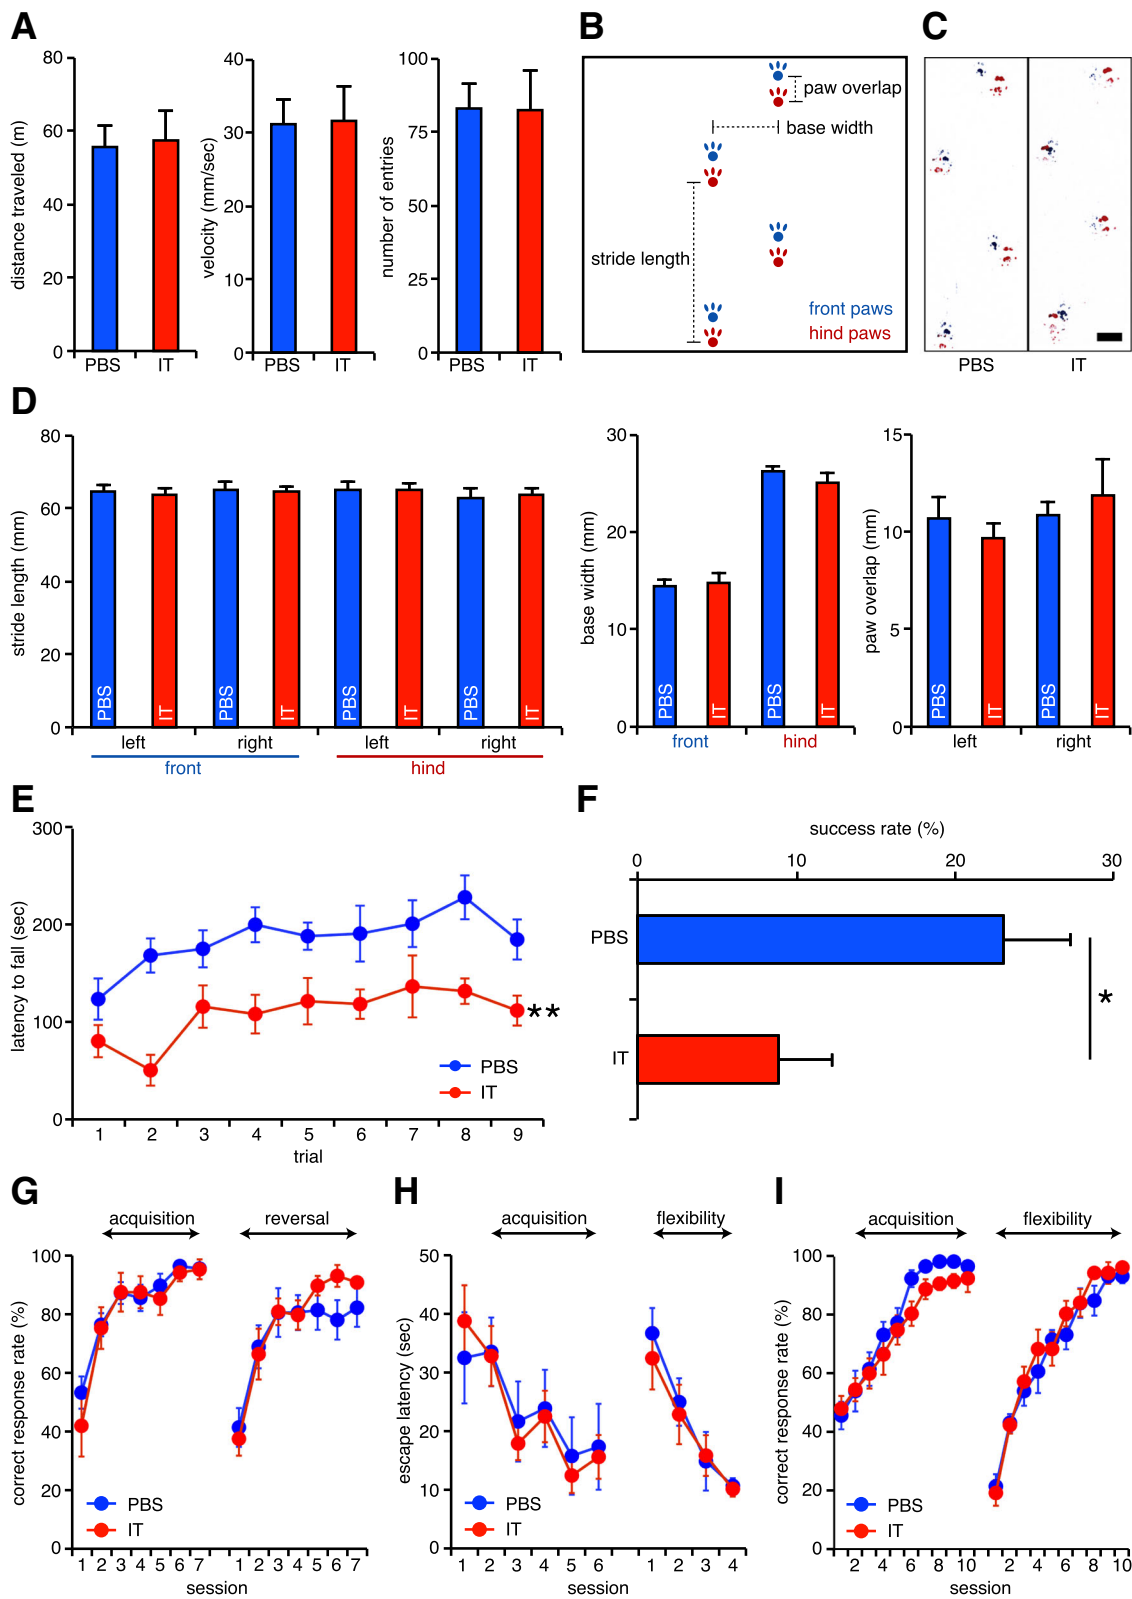 A
80
60
40
20
0
distance traveled (m)
PBS
IT
40
30
20
10
0
velocity (mm/sec)
PBS
IT
100
75
50
25
0
number of entries
PBS
IT
B
paw overlap
base width
stride length
front paws
hind paws
C
PBS
IT
D
80
60
40
20
0
stride length (mm)
PBS
IT
PBS
IT
PBS
IT
PBS
IT
left
right
left
right
front
hind
30
20
10
0
base width (mm)
PBS
IT
PBS
IT
front
hind
15
10
5
0
paw overlap (mm)
PBS
IT
PBS
IT
left
right
E
300
200
100
0
latency to fall (sec)
**
PBS
IT
1 2 3 4 5 6 7 8 9
trial
F
success rate (%)
0 10 20 30
PBS
IT
*
G
acquisition
reversal
100
80
60
40
20
0
correct response rate (%)
PBS
IT
1 2 3 4 5 6 7 1 2 3 4 5 6 7
session
H
acquisition
flexibility
50
40
30
20
10
0
escape latency (sec)
PBS
IT
1 2 3 4 5 6 1 2 3 4
session
I
acquisition
flexibility
100
80
60
40
20
0
correct response rate (%)
PBS
IT
2 4 6 8 10 2 4 6 8 10
session